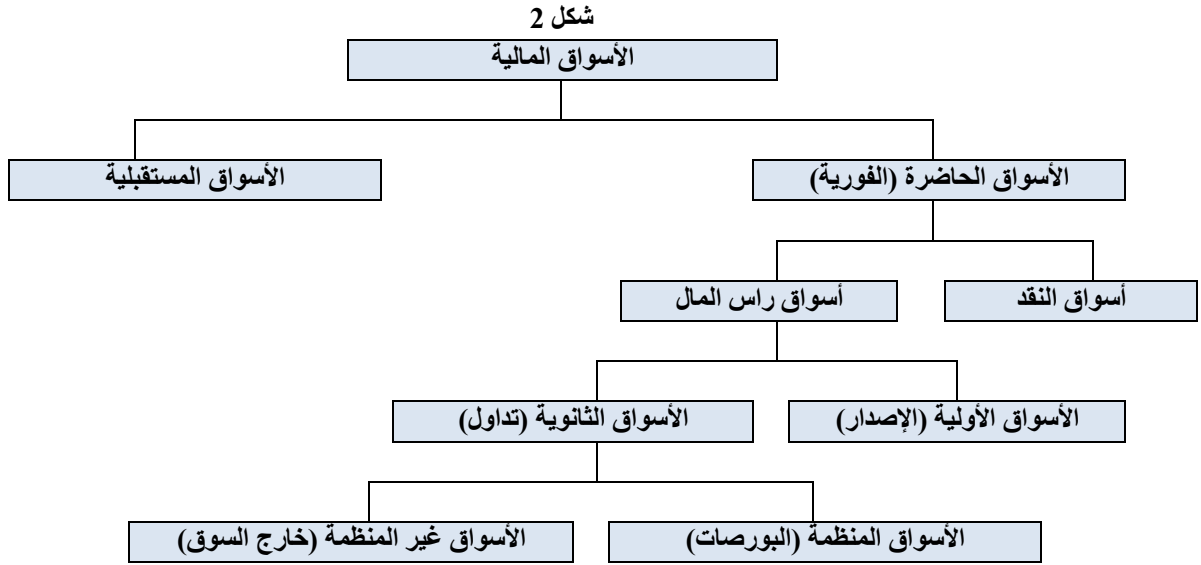 شكل 2
الأسواق المالية
الأسواق الحاضرة (الفورية)
الأسواق المستقبلية
أسواق النقد
أسواق راس المال
الأسواق الأولية (الإصدار)
الأسواق الثانوية (تداول)
الأسواق المنظمة (البورصات)
الأسواق غير المنظمة (خارج السوق)